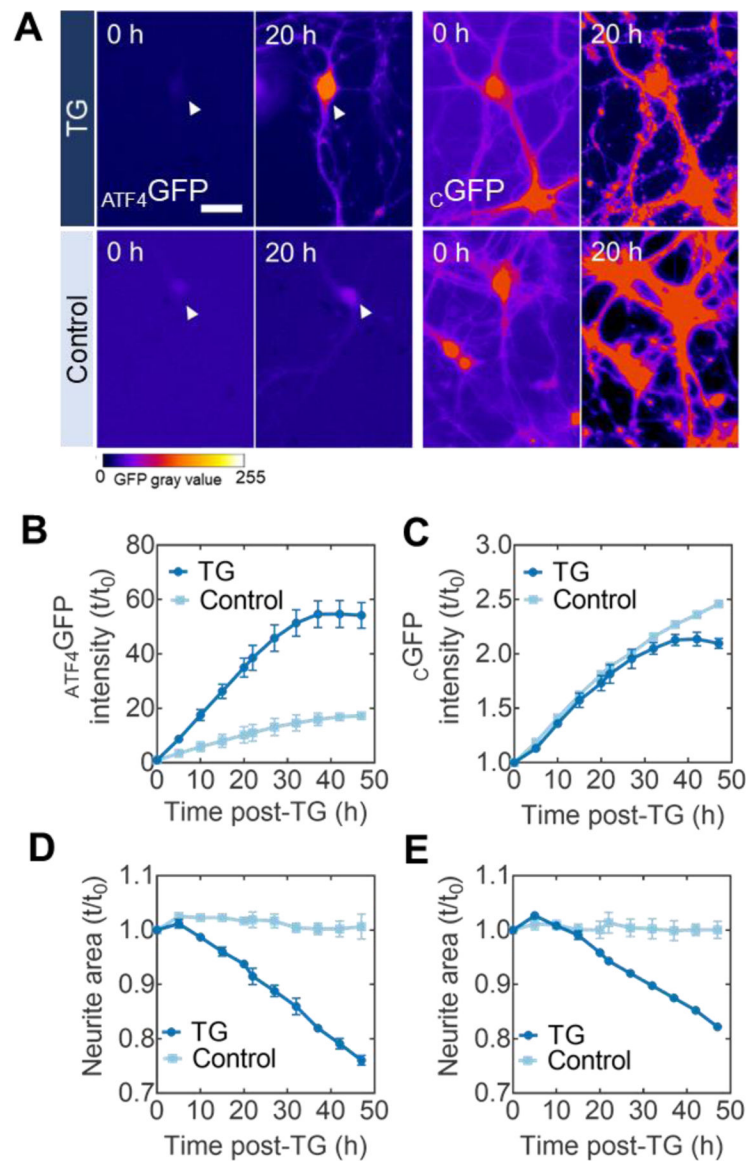 A
TG
0 h
20 h
0 h
20 h
ATF4GFP
CGFP
Control
0 h
20 h
0 h
20 h
0
255
GFP gray value
B
ATF4GFP
intensity (t/t0)
80
60
40
20
0
TG
Control
0 10 20 30 40 50
Time post-TG (h)
C
CGFP
intensity (t/t0)
3.0
2.5
2.0
1.5
1.0
TG
Control
0 10 20 30 40 50
Time post-TG (h)
D
Neurite area (t/t0)
1.1
1.0
0.9
0.8
0.7
TG
Control
0 10 20 30 40 50
Time post-TG (h)
E
Neurite area (t/t0)
1.1
1.0
0.9
0.8
0.7
TG
Control
0 10 20 30 40 50
Time post-TG (h)